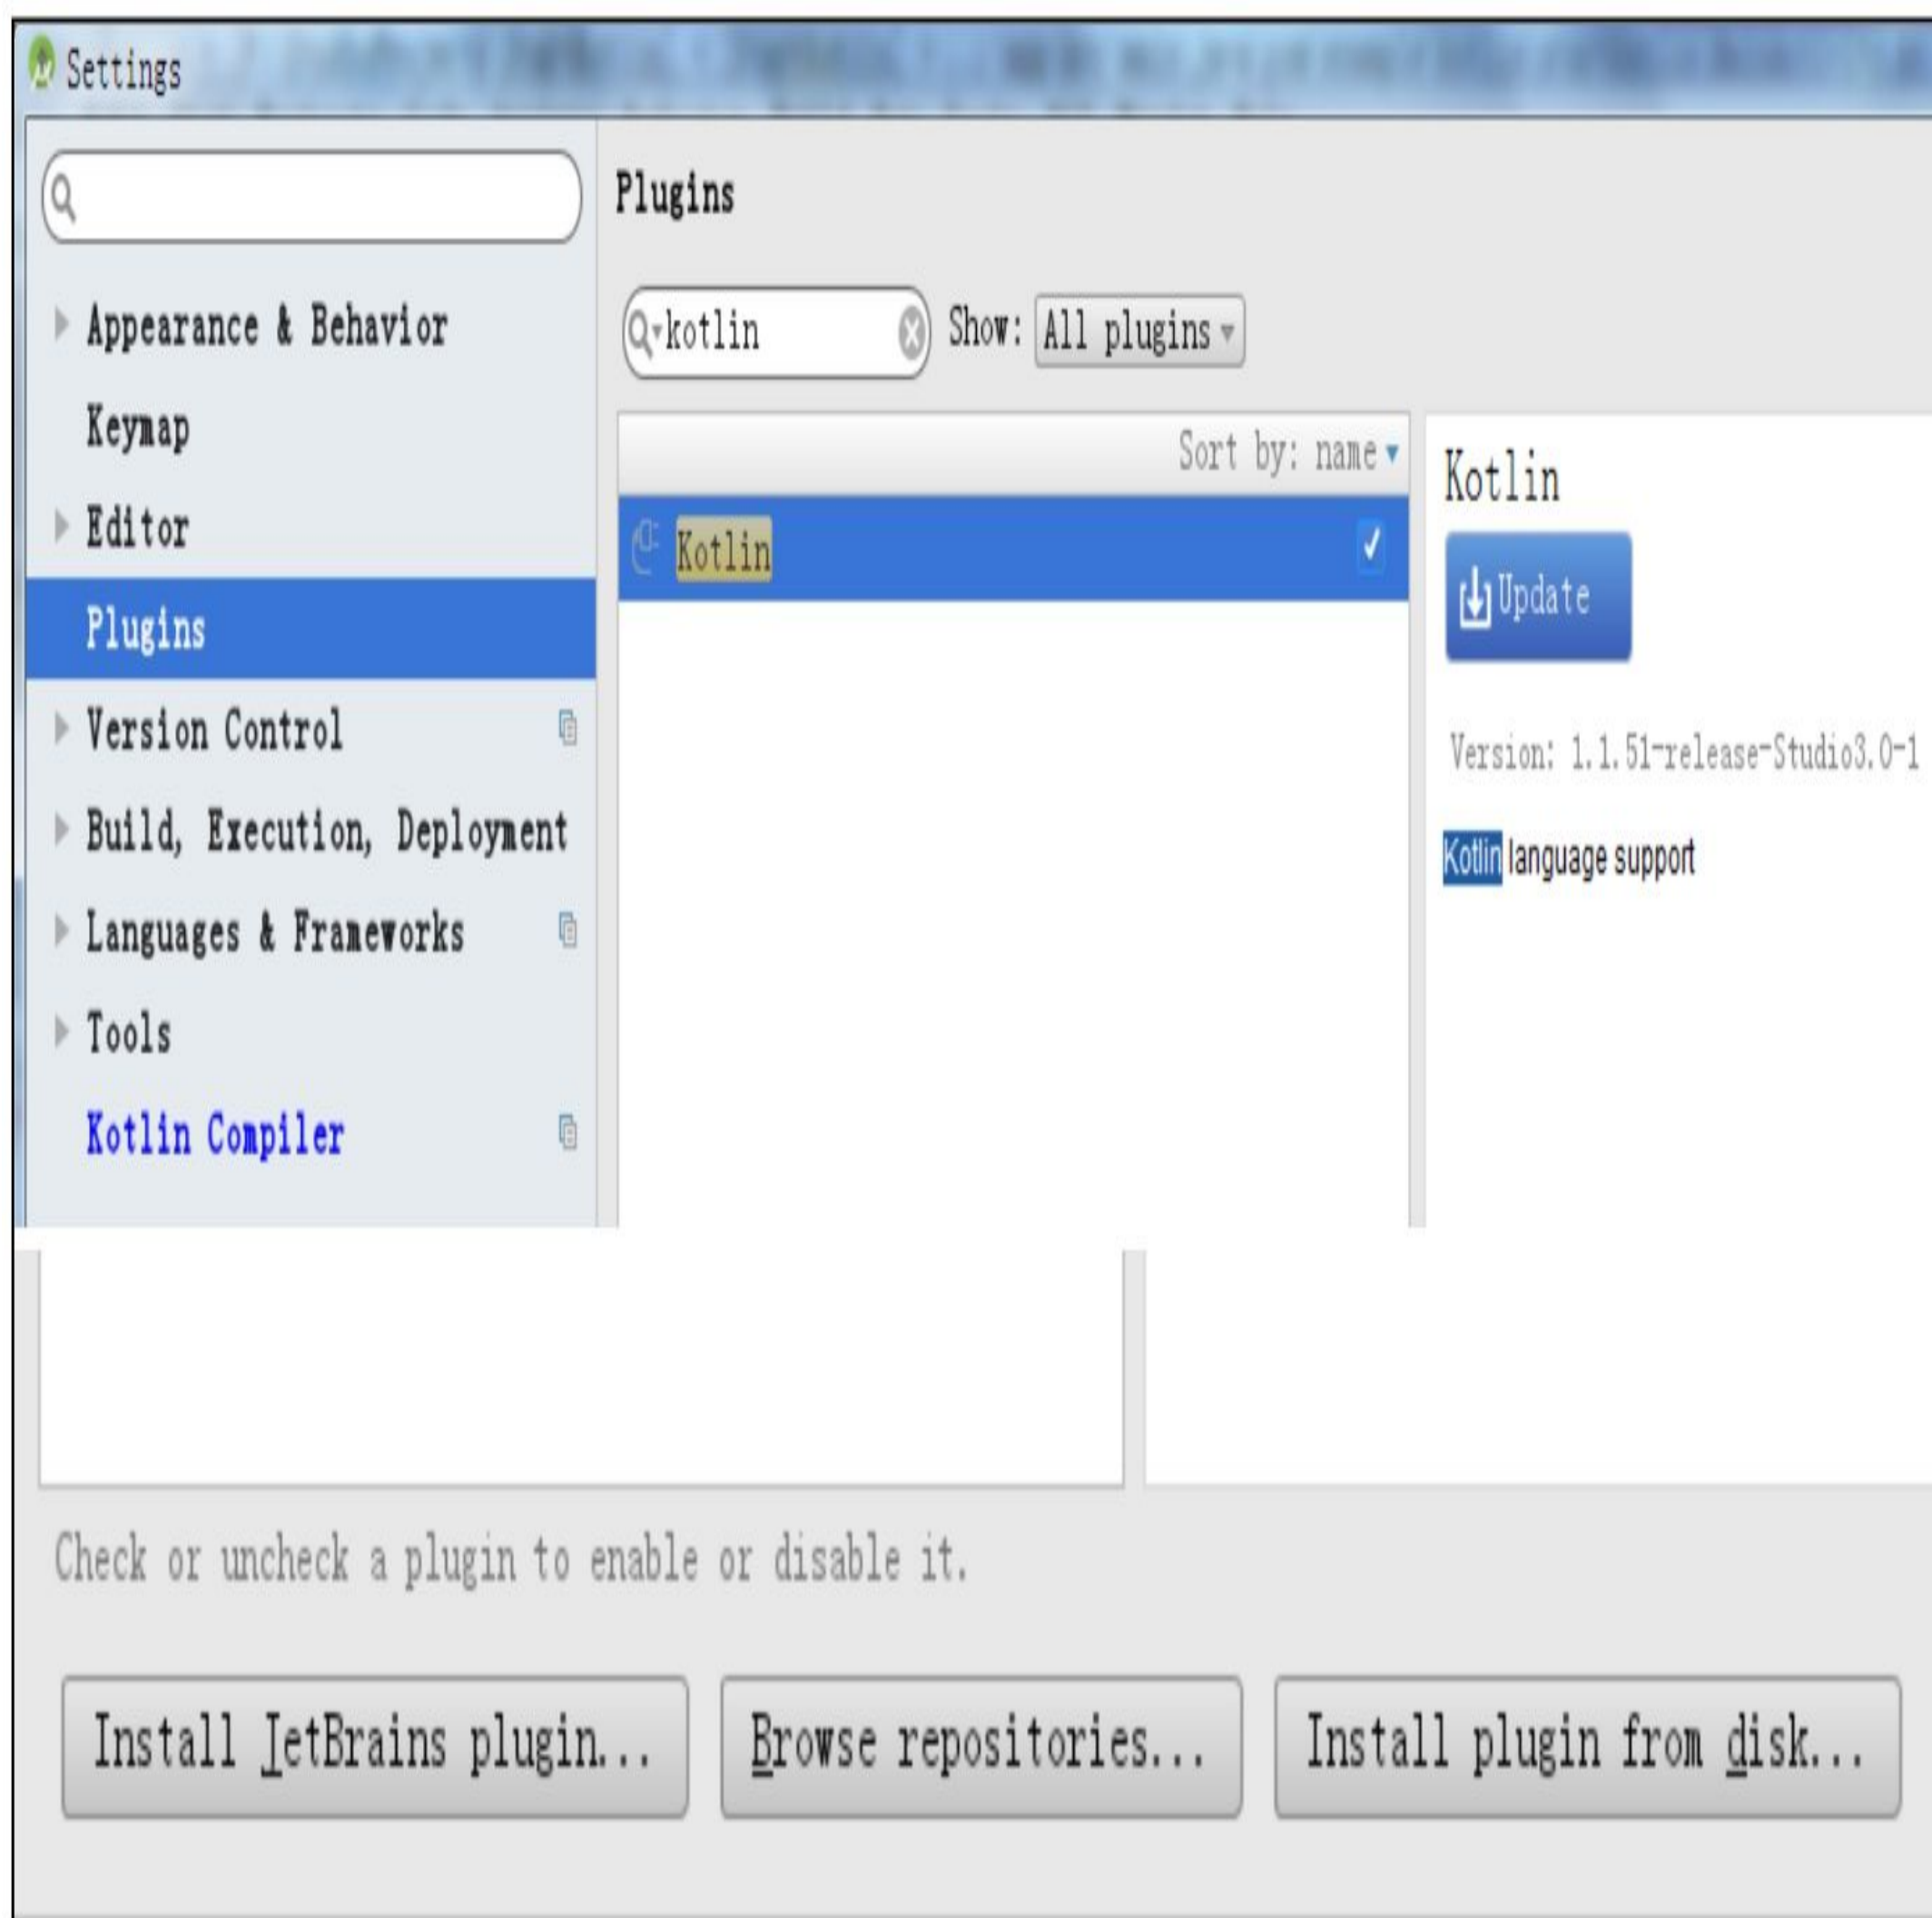 Settings
Plugins
Appearance & Behavior
kotlin
Show: All plugins
Keymap
Sort by: name
Kotlin
Editor
Kotlin
Update
Plugins
Version Control
Version: 1.1.51-release-Studio3.0-1
Build, Execution, Deployment
Kotlin language support
Languages & Frameworks
Tools
Kotlin Compiler
Check or uncheck a plugin to enable or disable it.
Install JetBrains plugin...
Browse repositories...
Install plugin from disk...